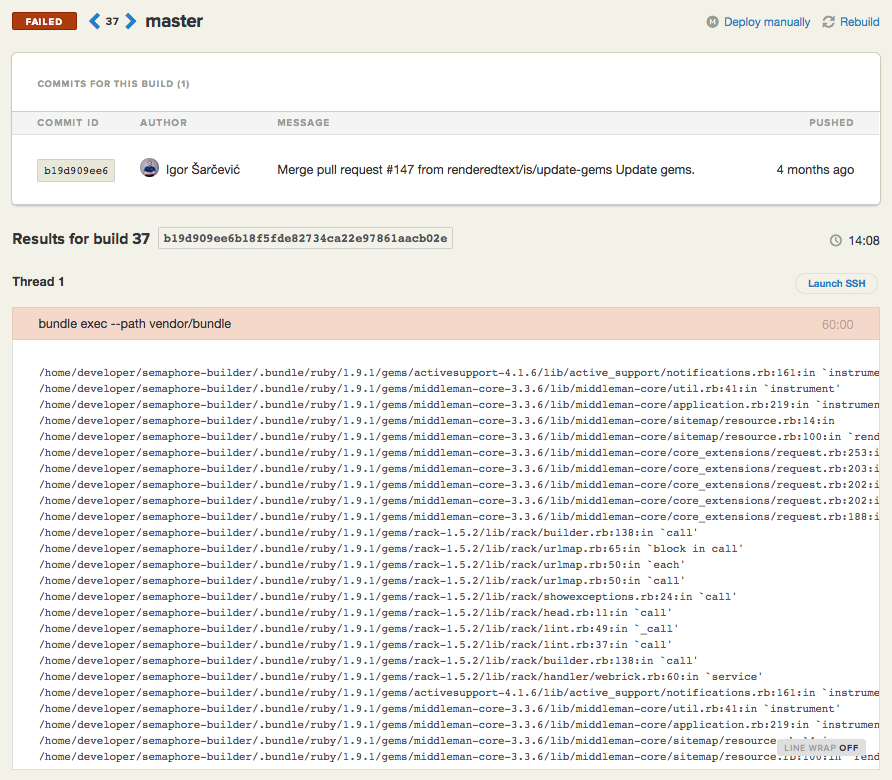 FAILED 37 master Deploy manually Rebuild
COMMITS FOR THIS BUILD (1)
COMMIT ID AUTHOR MESSAGE PUSHED
b19d909ee6 Igor Šarčević Merge pull request #147 from renderedtext/is/update-gems Update gems. 4 months ago
Results for build 37 b19d909ee6b18f5fde82734ca22e97861aacb02e 14:08
Thread 1 Launch SSH
bundle exec --path vendor/bundle 60:00
/home/developer/semaphore-builder/.bundle/ruby/1.9.1/gems/activesupport-4.1.6/lib/active_support/notifications.rb:161:in `instrume
/home/developer/semaphore-builder/.bundle/ruby/1.9.1/gems/middleman-core-3.3.6/lib/middleman-core/util.rb:41:in `instrument'
/home/developer/semaphore-builder/.bundle/ruby/1.9.1/gems/middleman-core-3.3.6/lib/middleman-core/application.rb:219:in `instrumen
/home/developer/semaphore-builder/.bundle/ruby/1.9.1/gems/middleman-core-3.3.6/lib/middleman-core/sitemap/resource.rb:14:in
/home/developer/semaphore-builder/.bundle/ruby/1.9.1/gems/middleman-core-3.3.6/lib/middleman-core/sitemap/resource.rb:100:in `rend
/home/developer/semaphore-builder/.bundle/ruby/1.9.1/gems/middleman-core-3.3.6/lib/middleman-core/core_extensions/request.rb:253:i
/home/developer/semaphore-builder/.bundle/ruby/1.9.1/gems/middleman-core-3.3.6/lib/middleman-core/core_extensions/request.rb:203:i
/home/developer/semaphore-builder/.bundle/ruby/1.9.1/gems/middleman-core-3.3.6/lib/middleman-core/core_extensions/request.rb:202:i
/home/developer/semaphore-builder/.bundle/ruby/1.9.1/gems/middleman-core-3.3.6/lib/middleman-core/core_extensions/request.rb:202:i
/home/developer/semaphore-builder/.bundle/ruby/1.9.1/gems/middleman-core-3.3.6/lib/middleman-core/core_extensions/request.rb:188:i
/home/developer/semaphore-builder/.bundle/ruby/1.9.1/gems/rack-1.5.2/lib/rack/builder.rb:138:in `call'
/home/developer/semaphore-builder/.bundle/ruby/1.9.1/gems/rack-1.5.2/lib/rack/urlmap.rb:65:in `block in call'
/home/developer/semaphore-builder/.bundle/ruby/1.9.1/gems/rack-1.5.2/lib/rack/urlmap.rb:50:in `each'
/home/developer/semaphore-builder/.bundle/ruby/1.9.1/gems/rack-1.5.2/lib/rack/urlmap.rb:50:in `call'
/home/developer/semaphore-builder/.bundle/ruby/1.9.1/gems/rack-1.5.2/lib/rack/showexceptions.rb:24:in `call'
/home/developer/semaphore-builder/.bundle/ruby/1.9.1/gems/rack-1.5.2/lib/rack/head.rb:11:in `call'
/home/developer/semaphore-builder/.bundle/ruby/1.9.1/gems/rack-1.5.2/lib/rack/lint.rb:49:in `_call'
/home/developer/semaphore-builder/.bundle/ruby/1.9.1/gems/rack-1.5.2/lib/rack/lint.rb:37:in `call'
/home/developer/semaphore-builder/.bundle/ruby/1.9.1/gems/rack-1.5.2/lib/rack/builder.rb:138:in `call'
/home/developer/semaphore-builder/.bundle/ruby/1.9.1/gems/rack-1.5.2/lib/rack/handler/webrick.rb:60:in `service'
/home/developer/semaphore-builder/.bundle/ruby/1.9.1/gems/activesupport-4.1.6/lib/active_support/notifications.rb:161:in `instrume
/home/developer/semaphore-builder/.bundle/ruby/1.9.1/gems/middleman-core-3.3.6/lib/middleman-core/util.rb:41:in `instrument'
/home/developer/semaphore-builder/.bundle/ruby/1.9.1/gems/middleman-core-3.3.6/lib/middleman-core/application.rb:219:in `instrumen
/home/developer/semaphore-builder/.bundle/ruby/1.9.1/gems/middleman-core-3.3.6/lib/middleman-core/sitemap/resource
LINE WRAP OFF
/home/developer/semaphore-builder/.bundle/ruby/1.9.1/gems/middleman-core-3.3.6/lib/middleman-core/sitemap/resource.rb:100:in `rend